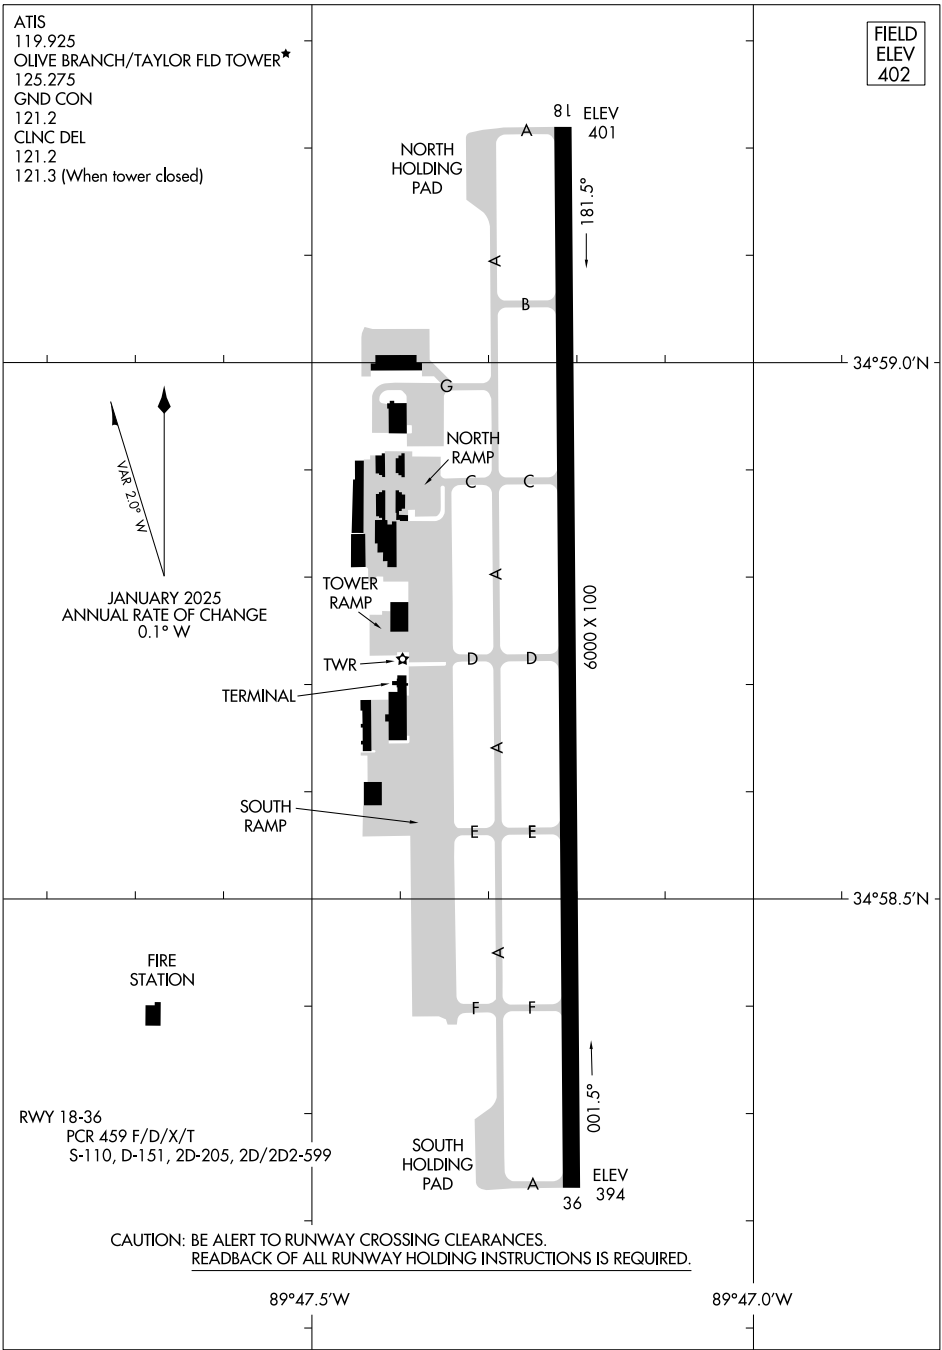 ATIS
119.925
OLIVE BRANCH/TAYLOR FLD TOWER★
125.275
GND CON
121.2
CLNC DEL
121.2
121.3 (When tower closed)
FIELD
ELEV
402
18
ELEV
401
A
NORTH
HOLDING
PAD
181.5°
A
B
34°59.0'N
G
VAR 2.0° W
NORTH
RAMP
C
C
A
JANUARY 2025
ANNUAL RATE OF CHANGE
0.1° W
TOWER
RAMP
6000 X 100
TWR
D
D
TERMINAL
A
SOUTH
RAMP
E
E
34°58.5'N
A
FIRE
STATION
F
F
001.5°
RWY 18-36
PCR 459 F/D/X/T
S-110, D-151, 2D-205, 2D/2D2-599
SOUTH
HOLDING
PAD
A
36
ELEV
394
CAUTION: BE ALERT TO RUNWAY CROSSING CLEARANCES.
READBACK OF ALL RUNWAY HOLDING INSTRUCTIONS IS REQUIRED.
89°47.5'W
89°47.0'W